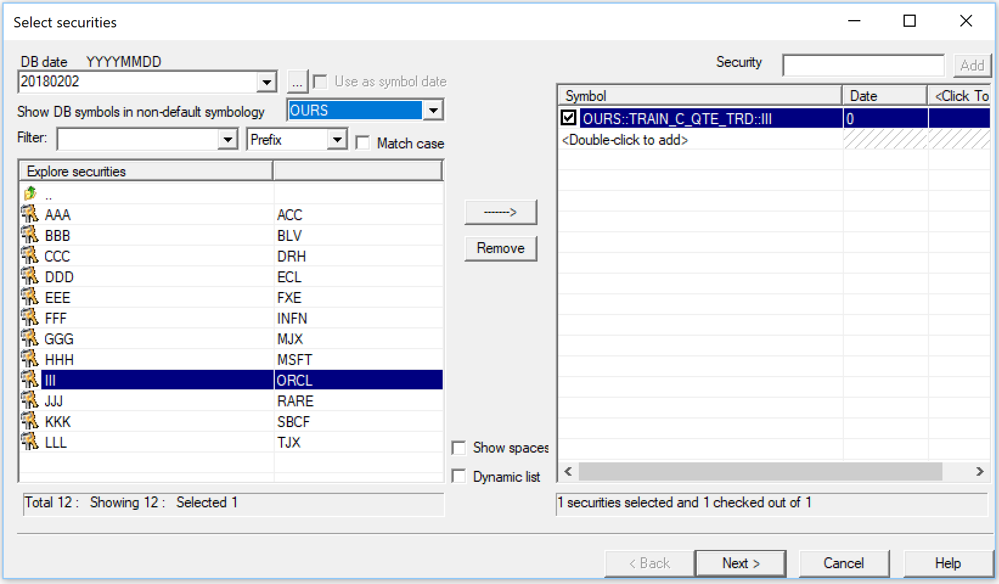 Select securities
DB date YYYYMMDD
20180202
... Use as symbol date
Show DB symbols in non-default symbology OURS
Filter: Prefix Match case
Explore securities
..
AAA ACC
BBB BLV
CCC DRH
DDD ECL
EEE FXE
FFF INFN
GGG MJX
HHH MSFT
III ORCL
JJJ RARE
KKK SBCF
LLL TJX
Total 12 : Showing 12 : Selected 1
------>
Remove
Show spaces
Dynamic list
Security Add
Symbol Date <Click To
OURS::TRAIN_C_QTE_TRD::III 0
<Double-click to add>
1 securities selected and 1 checked out of 1
< Back Next > Cancel Help